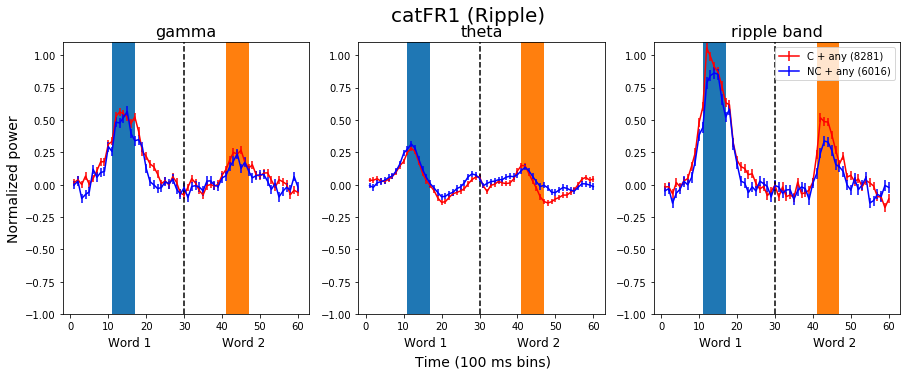 catFR1 (Ripple)
gamma
theta
ripple band
Normalized power
1.00
0.75
0.50
0.25
0.00
−0.25
−0.50
−0.75
−1.00
0 10 20 30 40 50 60
Word 1 Word 2
1.00
0.75
0.50
0.25
0.00
−0.25
−0.50
−0.75
−1.00
0 10 20 30 40 50 60
Word 1 Word 2
1.00
0.75
0.50
0.25
0.00
−0.25
−0.50
−0.75
−1.00
0 10 20 30 40 50 60
Word 1 Word 2
C + any (8281)
NC + any (6016)
Time (100 ms bins)